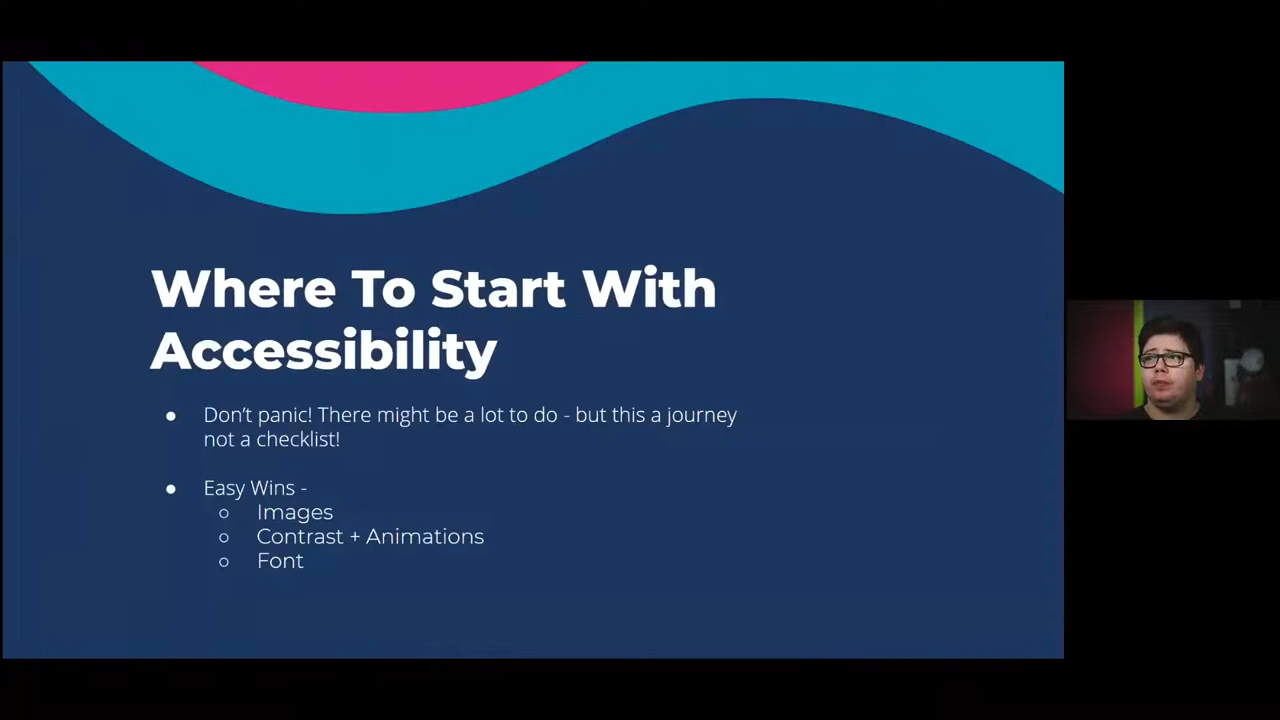 Where To Start With
Accessibility
● Don't panic! There might be a lot to do - but this a journey
not a checklist!
● Easy Wins -
○ Images
○ Contrast + Animations
○ Font